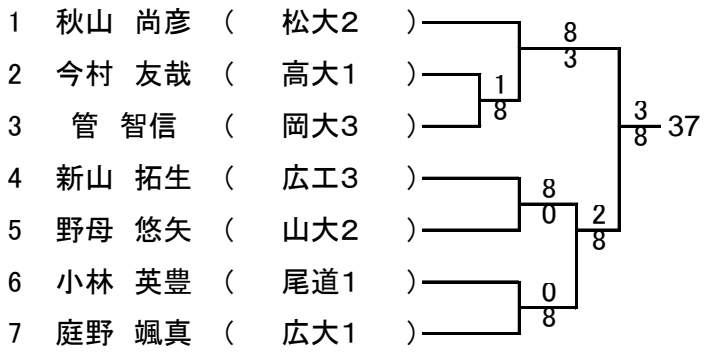 1 秋山 尚彦 ( 松大2 )
8
3
2 今村 友哉 ( 高大1 )
1
8
3 管 智信 ( 岡大3 )
3
8
37
4 新山 拓生 ( 広工3 )
8
0
5 野母 悠矢 ( 山大2 )
2
8
6 小林 英豊 ( 尾道1 )
0
8
7 庭野 颯真 ( 広大1 )